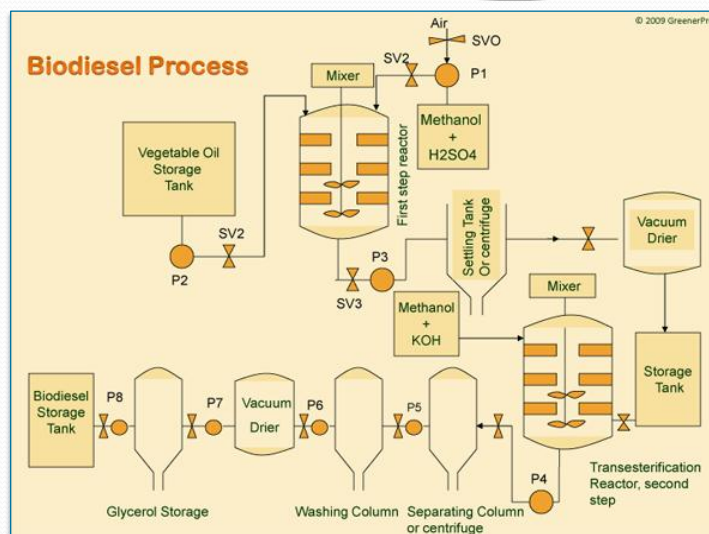 © 2009 GreenerPr
Biodiesel Process
Air
SVO
SV2
P1
Mixer
Methanol
+
H2SO4
First step reactor
Vegetable Oil
Storage
Tank
SV2
P2
P3
SV3
Settling Tank
Or centrifuge
Vacuum
Drier
Methanol
+
KOH
Mixer
Storage
Tank
Biodiesel
Storage
Tank
P8
P7
Vacuum
Drier
P6
P5
P4
Transesterification
Reactor, second
step
Glycerol Storage
Washing Column
Separating Column
or centrifuge